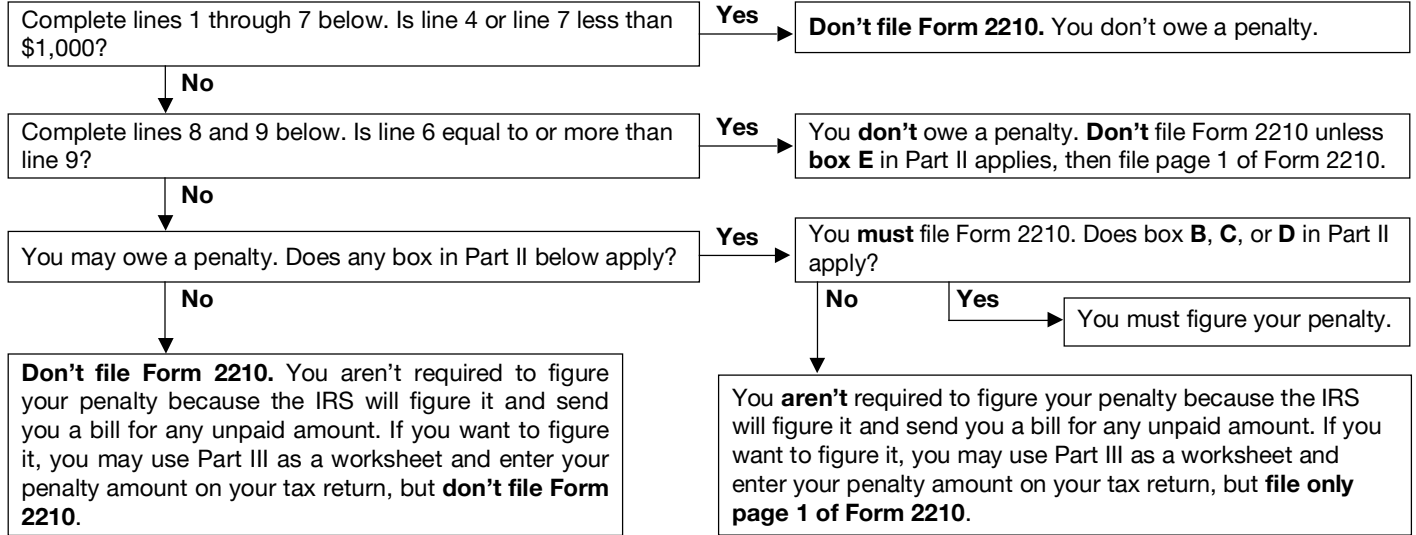 Complete lines 1 through 7 below. Is line 4 or line 7 less than
$1,000?
Yes
Don't file Form 2210. You don't owe a penalty.
No
Complete lines 8 and 9 below. Is line 6 equal to or more than
line 9?
Yes
You don't owe a penalty. Don't file Form 2210 unless
box E in Part II applies, then file page 1 of Form 2210.
No
You may owe a penalty. Does any box in Part II below apply?
Yes
You must file Form 2210. Does box B, C, or D in Part II
apply?
No
No
Yes
You must figure your penalty.
Don't file Form 2210. You aren't required to figure
your penalty because the IRS will figure it and send
you a bill for any unpaid amount. If you want to figure
it, you may use Part III as a worksheet and enter your
penalty amount on your tax return, but don't file Form
2210.
You aren't required to figure your penalty because the IRS
will figure it and send you a bill for any unpaid amount. If you
want to figure it, you may use Part III as a worksheet and
enter your penalty amount on your tax return, but file only
page 1 of Form 2210.